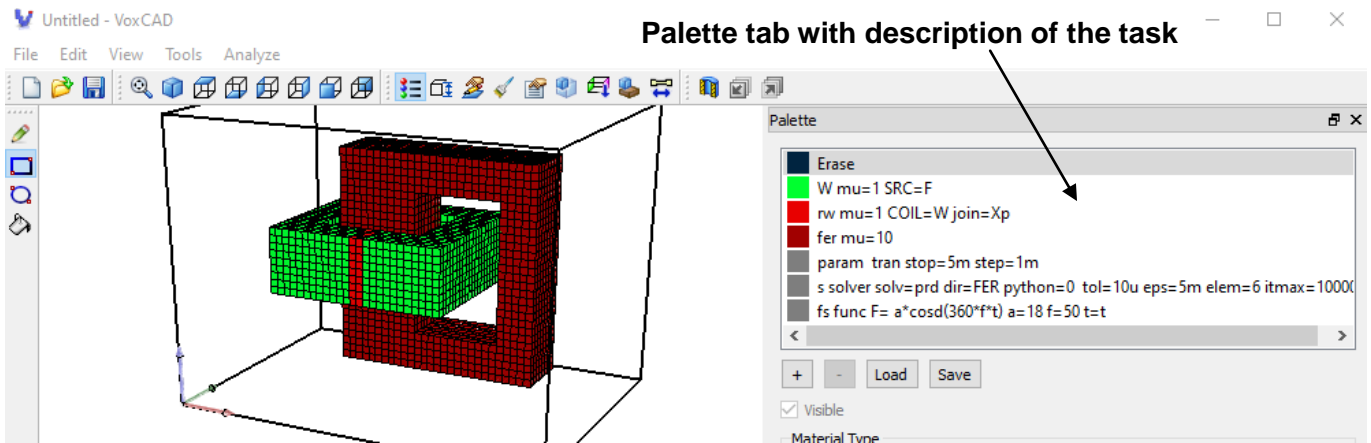 Untitled - VoxCAD
Palette tab with description of the task
File Edit View Tools Analyze
Palette
Erase
W mu=1 SRC=F
rw mu=1 COIL=W join=Xp
fer mu=10
param tran stop=5m step=1m
s solver solv=prd dir=FER python=0 tol=10u eps=5m elem=6 itmax=1000
fs func F= a*cosd(360*f*t) a=18 f=50 t=t
+ - Load Save
Visible
Material Type